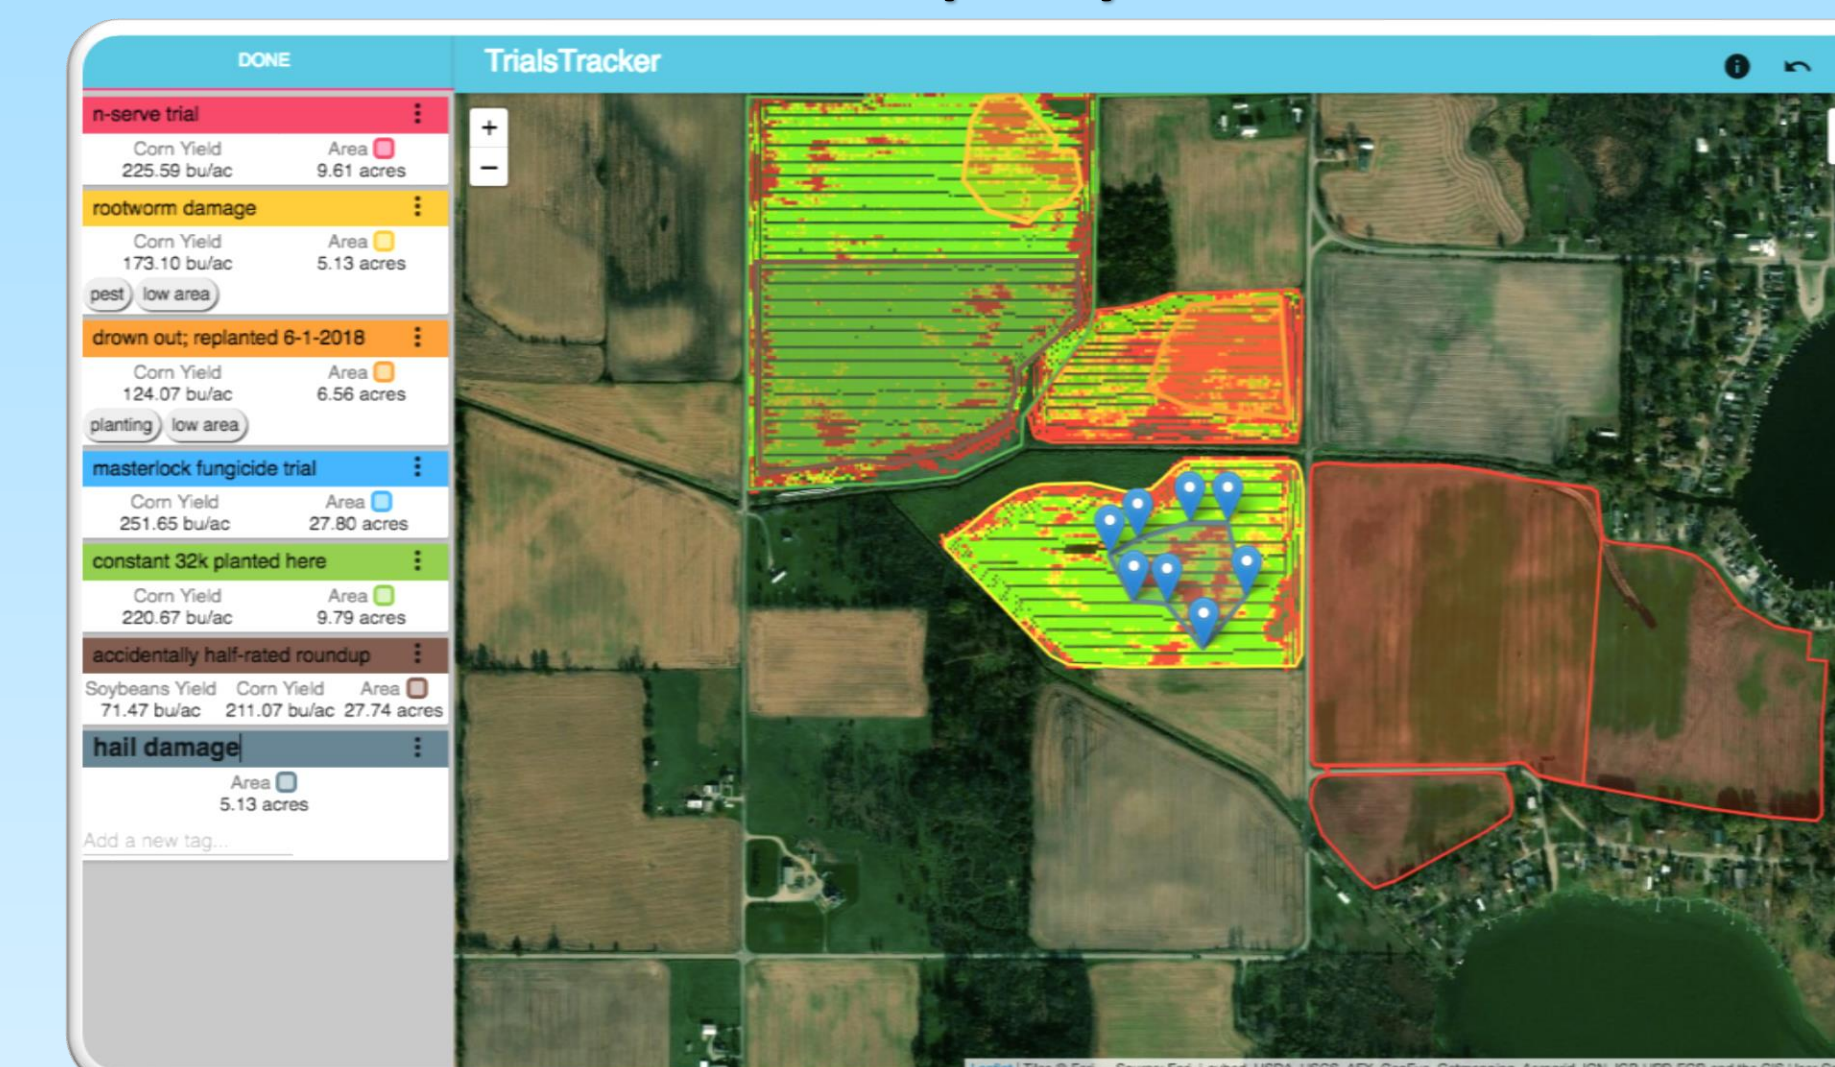 DONE
TrialsTracker
n-serve trial
Corn Yield Area
225.59 bu/ac 9.61 acres
rootworm damage
Corn Yield Area
173.10 bu/ac 5.13 acres
pest low area
drown out; replanted 6-1-2018
Corn Yield Area
124.07 bu/ac 6.56 acres
planting low area
masterlock fungicide trial
Corn Yield Area
251.65 bu/ac 27.80 acres
constant 32k planted here
Corn Yield Area
220.67 bu/ac 9.79 acres
accidentally half-rated roundup
Soybeans Yield Corn Yield Area
71.47 bu/ac 211.07 bu/ac 27.74 acres
hail damage
Area
5.13 acres
Add a new tag...
+
−